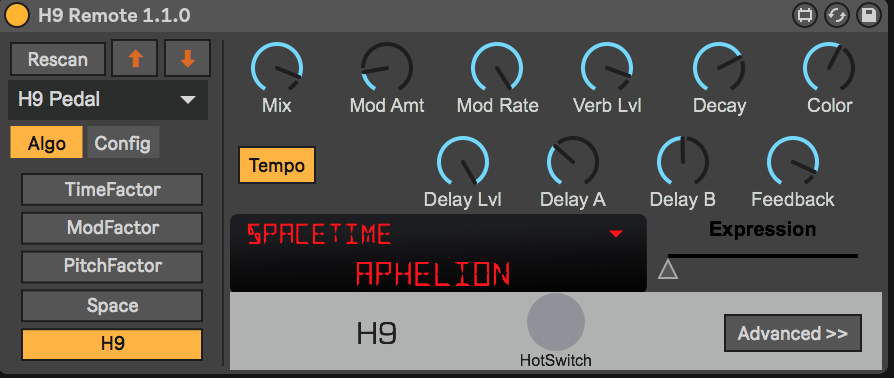 H9 Remote 1.1.0
Rescan
H9 Pedal
Algo Config
TimeFactor
ModFactor
PitchFactor
Space
H9
Mix Mod Amt Mod Rate Verb Lvl Decay Color
Tempo
Delay Lvl Delay A Delay B Feedback
SPACETIME
APHELION
Expression
H9
HotSwitch
Advanced >>